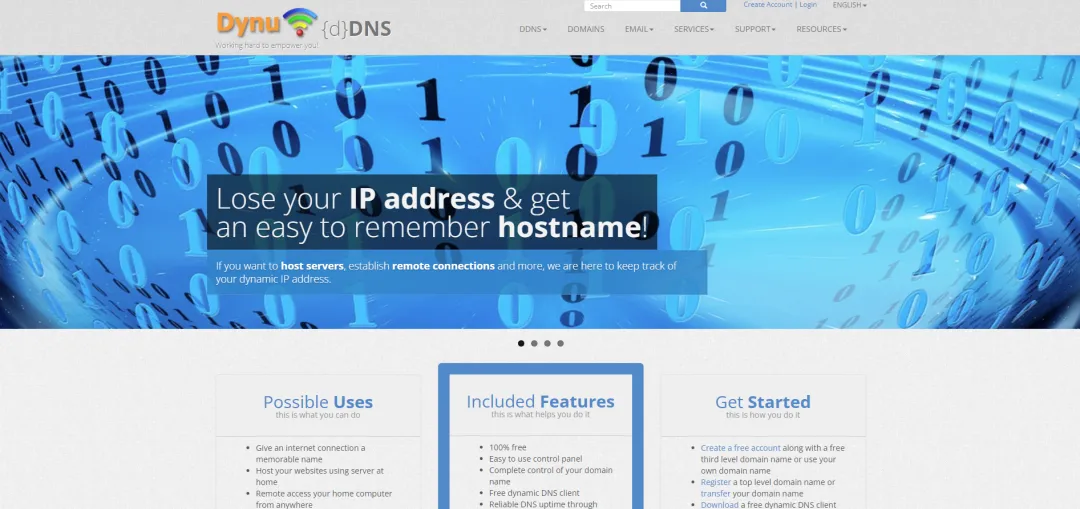 Search
Create Account | Login
ENGLISH
Dynu {d}DNS
Working hard to empower you!
DDNS DOMAINS EMAIL SERVICES SUPPORT RESOURCES
Lose your IP address & get
an easy to remember hostname!
If you want to host servers, establish remote connections and more, we are here to keep track of
your dynamic IP address.
Possible Uses
this is what you can do
Give an internet connection a
memorable name
Host your websites using server at
home
Remote access your home computer
from anywhere
Included Features
this is what helps you do it
100% free
Easy to use control panel
Complete control of your domain
name
Free dynamic DNS client
Reliable DNS uptime through
Get Started
this is how you do it
Create a free account along with a free
third level domain name or use your
own domain name
Register a top level domain name or
transfer your domain name
Download a free dynamic DNS client